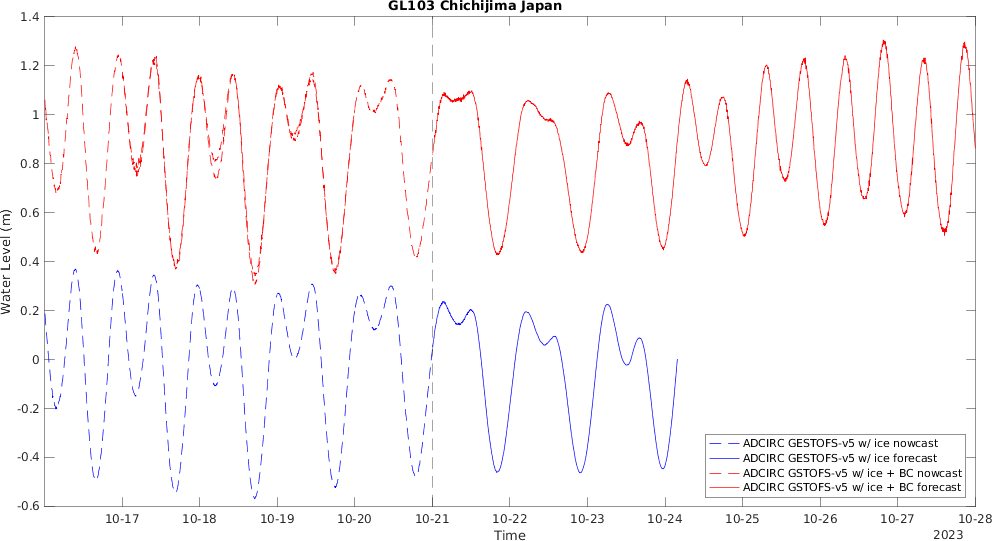 GL103 Chichijima Japan
1.4
1.2
1
0.8
0.6
0.4
0.2
0
-0.2
-0.4
-0.6
Water Level (m)
ADCIRC GESTOFS-v5 w/ ice nowcast
ADCIRC GESTOFS-v5 w/ ice forecast
ADCIRC GSTOFS-v5 w/ ice + BC nowcast
ADCIRC GSTOFS-v5 w/ ice + BC forecast
10-17 10-18 10-19 10-20 10-21 10-22 10-23 10-24 10-25 10-26 10-27 10-28
Time
2023